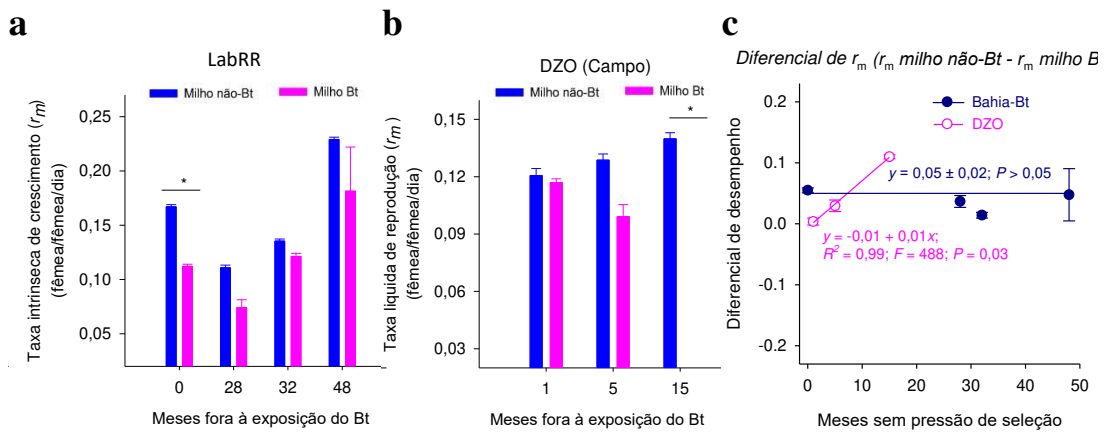 a
LabRR
Milho não-Bt
Milho Bt
Taxa intrínseca de crescimento (rm)
(fêmea/fêmea/dia)
0,25
0,20
0,15
0,10
0,05
*
0
28
32
48
Meses fora à exposição do Bt
b
DZO (Campo)
Milho não-Bt
Milho Bt
Taxa liquida de reprodução (rm)
(fêmea/fêmea/dia)
0,15
0,12
0,09
0,06
0,03
*
1
5
15
Meses fora à exposição do Bt
c
Diferencial de rm (rm milho não-Bt - rm milho B
Bahia-Bt
DZO
Diferencial de desempenho
0.2
0.1
0.0
-0.1
-0.2
y = 0,05 ± 0,02; P > 0,05
y = -0,01 + 0,01x;
R² = 0,99; F = 488; P = 0,03
0
10
20
30
40
50
Meses sem pressão de seleção